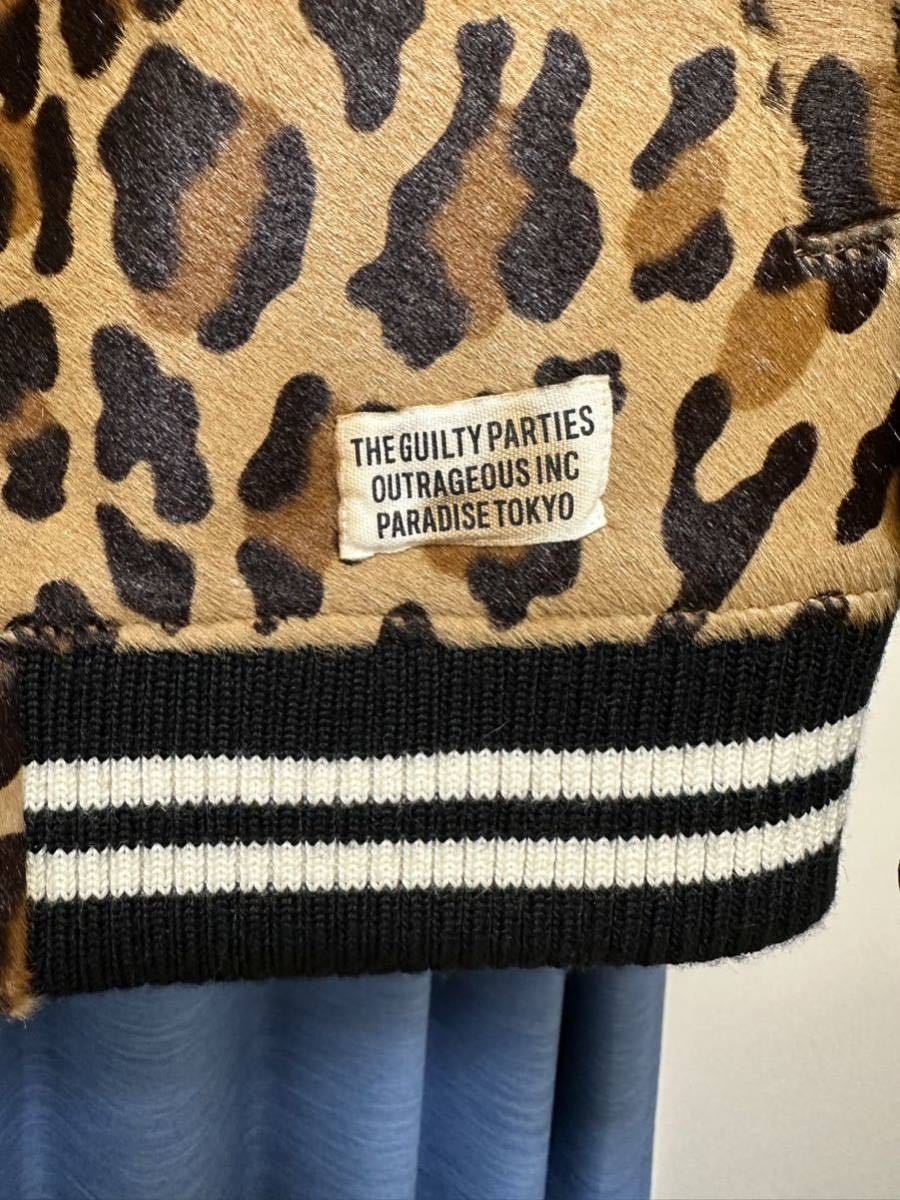 THE GUILTY PARTIES
OUTRAGEOUS INC
PARADISE TOKYO